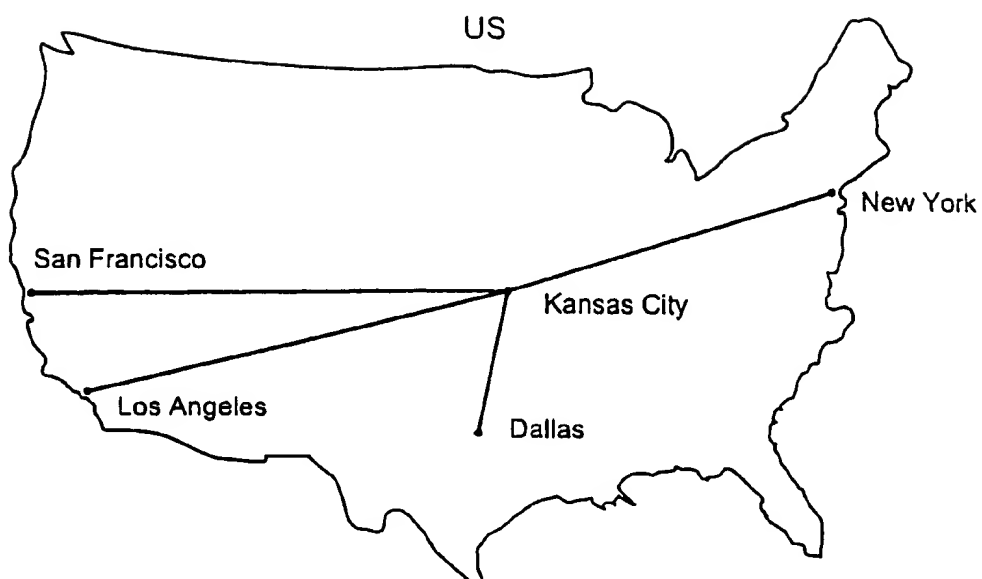 US
New York
San Francisco
Kansas City
Los Angeles
Dallas